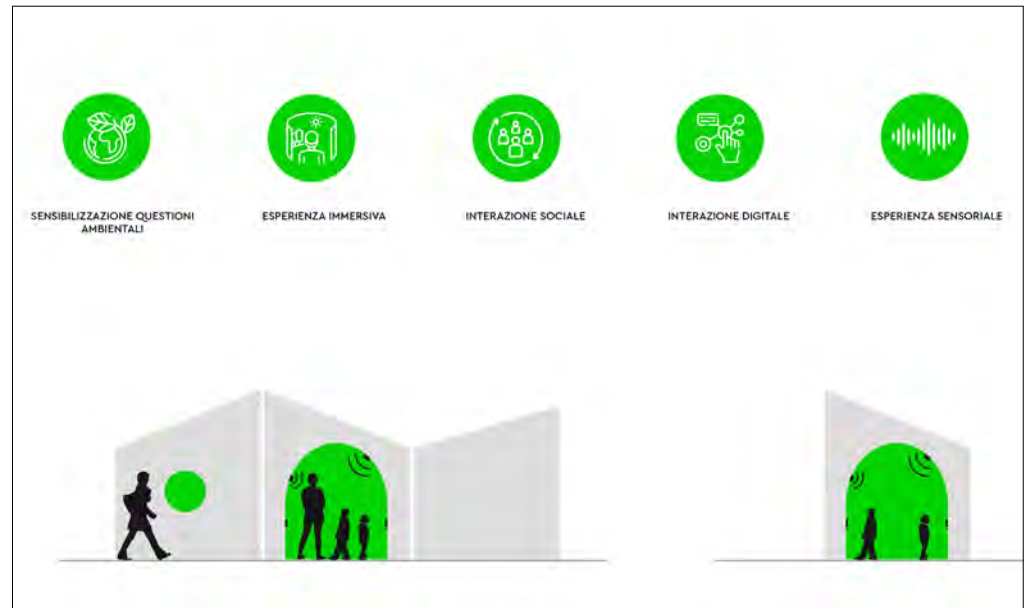 SENSIBILIZZAZIONE QUESTIONI
AMBIENTALI
ESPERIENZA IMMERSIVA
INTERAZIONE SOCIALE
INTERAZIONE DIGITALE
ESPERIENZA SENSORIALE